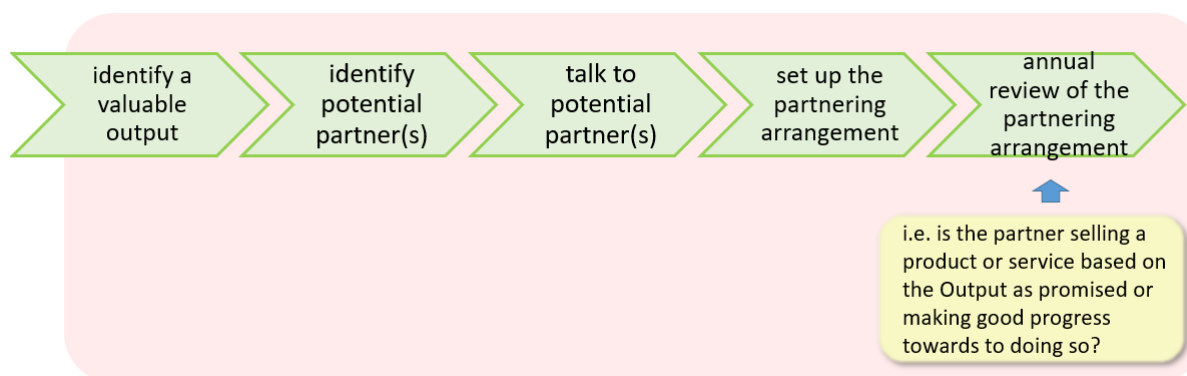 identify a
valuable
output
identify
potential
partner(s)
talk to
potential
partner(s)
set up the
partnering
arrangement
annual
review of the
partnering
arrangement
i.e. is the partner selling a
product or service based on
the Output as promised or
making good progress
towards to doing so?